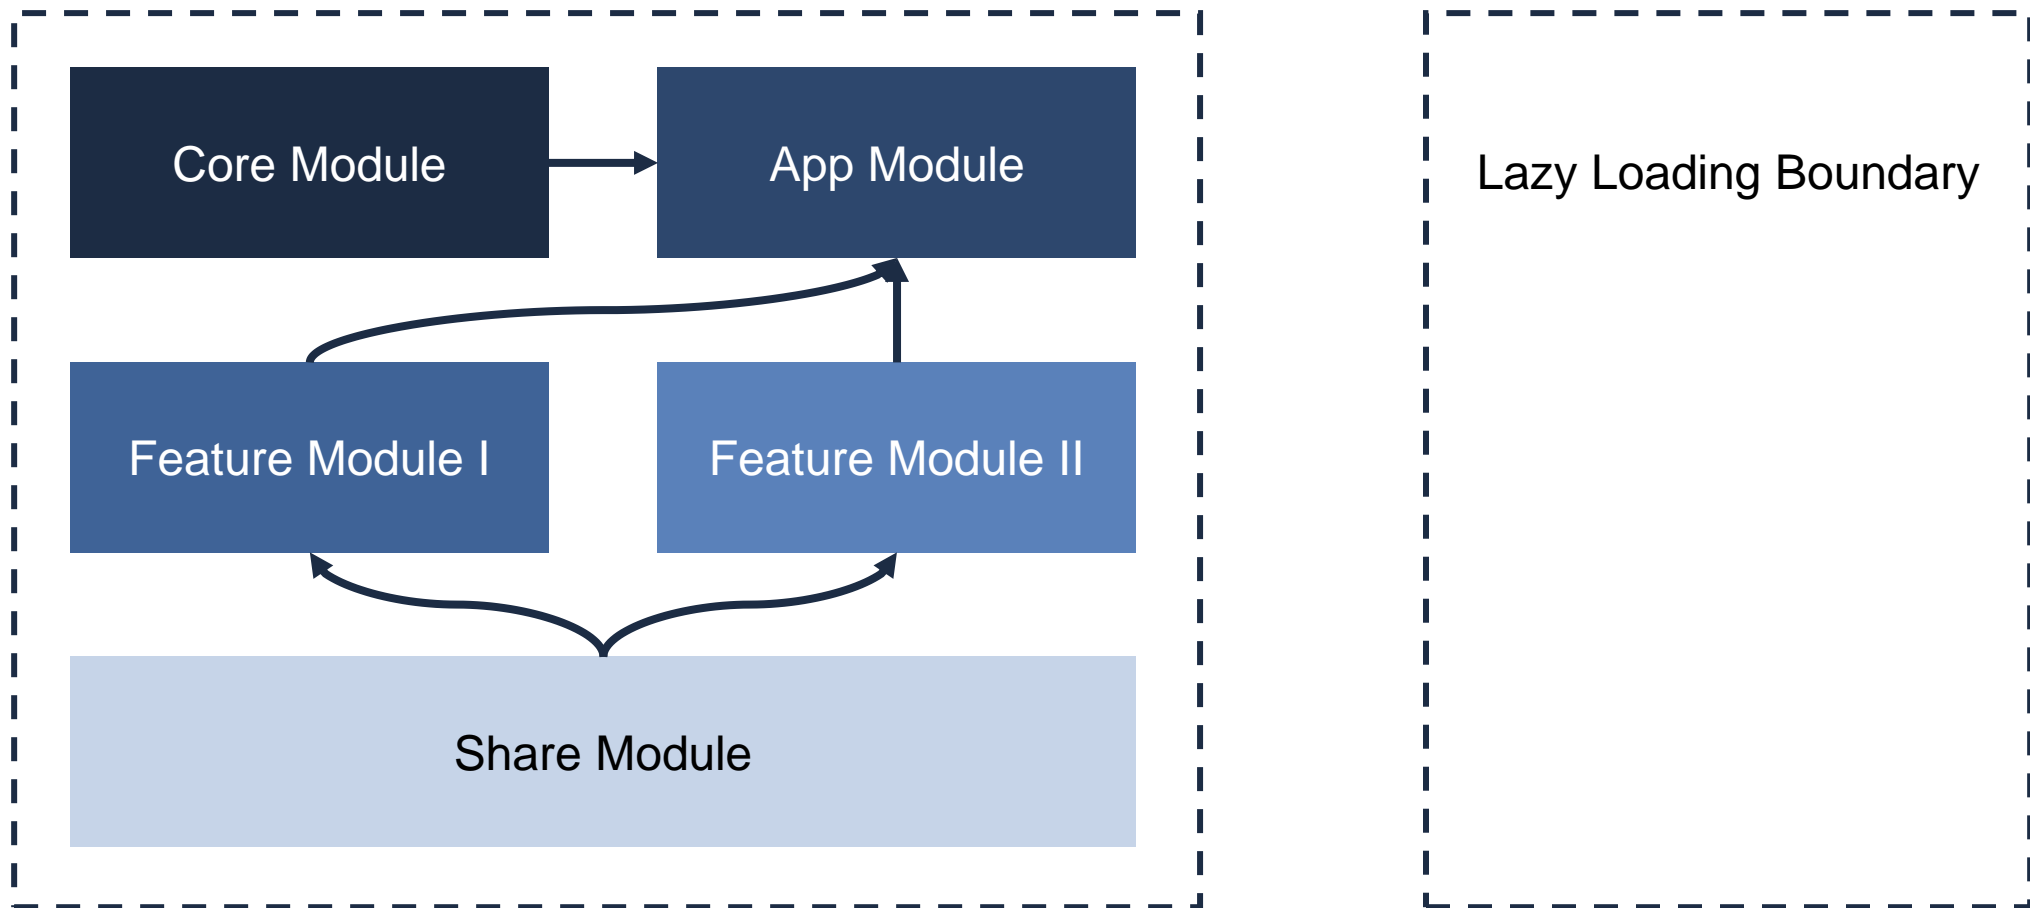 Core Module
App Module
Lazy Loading Boundary
Feature Module I
Feature Module II
Share Module